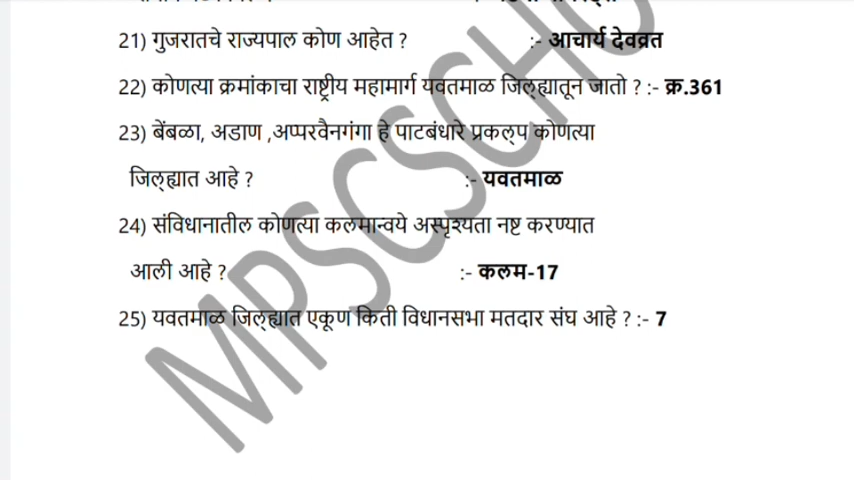 21) गुजरातचे राज्यपाल कोण आहेत ? :- आचार्य देवव्रत
22) कोणत्या क्रमांकाचा राष्ट्रीय महामार्ग यवतमाळ जिल्ह्यातून जातो ? :- क्र.361
23) बेंबळा, अडाण ,अप्परवैनगंगा हे पाटबंधारे प्रकल्प कोणत्या
जिल्ह्यात आहे ? :- यवतमाळ
24) संविधानातील कोणत्या कलमान्वये अस्पृश्यता नष्ट करण्यात
आली आहे ? :- कलम-17
25) यवतमाळ जिल्ह्यात एकूण किती विधानसभा मतदार संघ आहे ? :- 7
MPSCSCHO